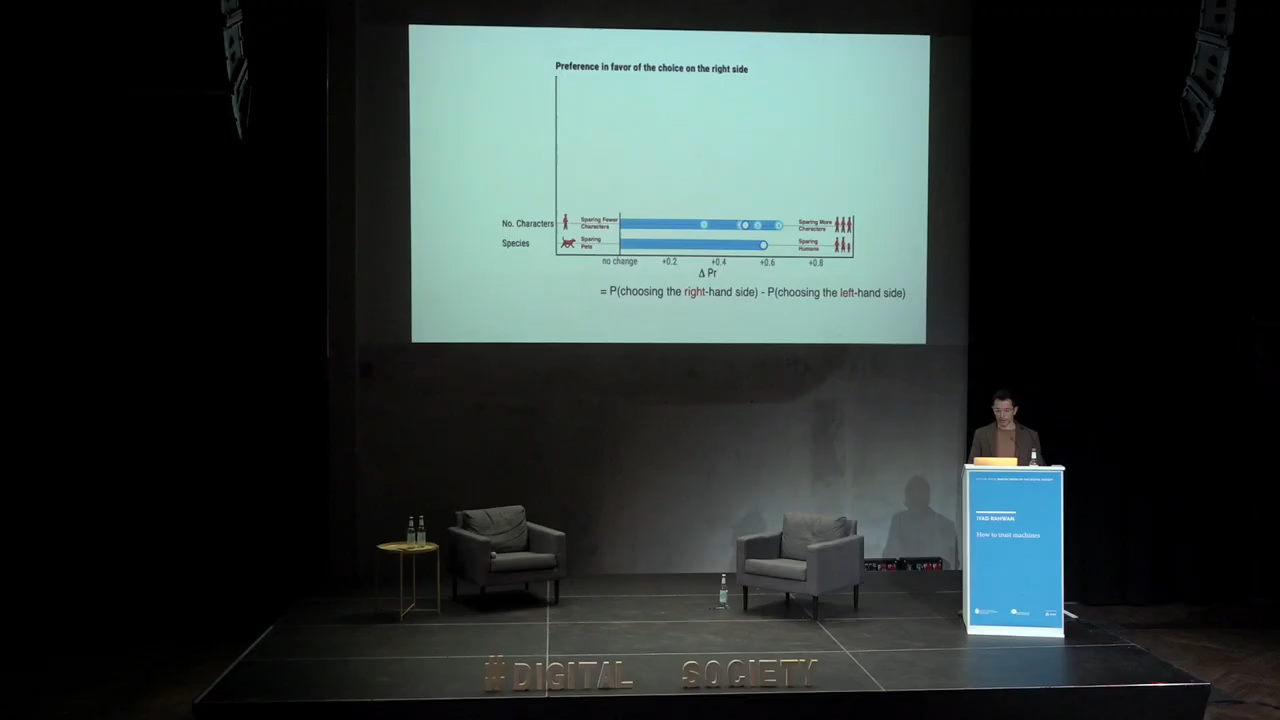 Preference in favor of the choice on the right side
No. Characters
Sparing Fewer
Characters
Sparing More
Characters
Species
Sparing
Pets
Sparing
Humans
no change
+0.2
+0.4
+0.6
+0.8
Δ Pr
= P(choosing the right-hand side) - P(choosing the left-hand side)
IYAD RAHWAN
How to trust machines
#DIGITAL SOCIETY